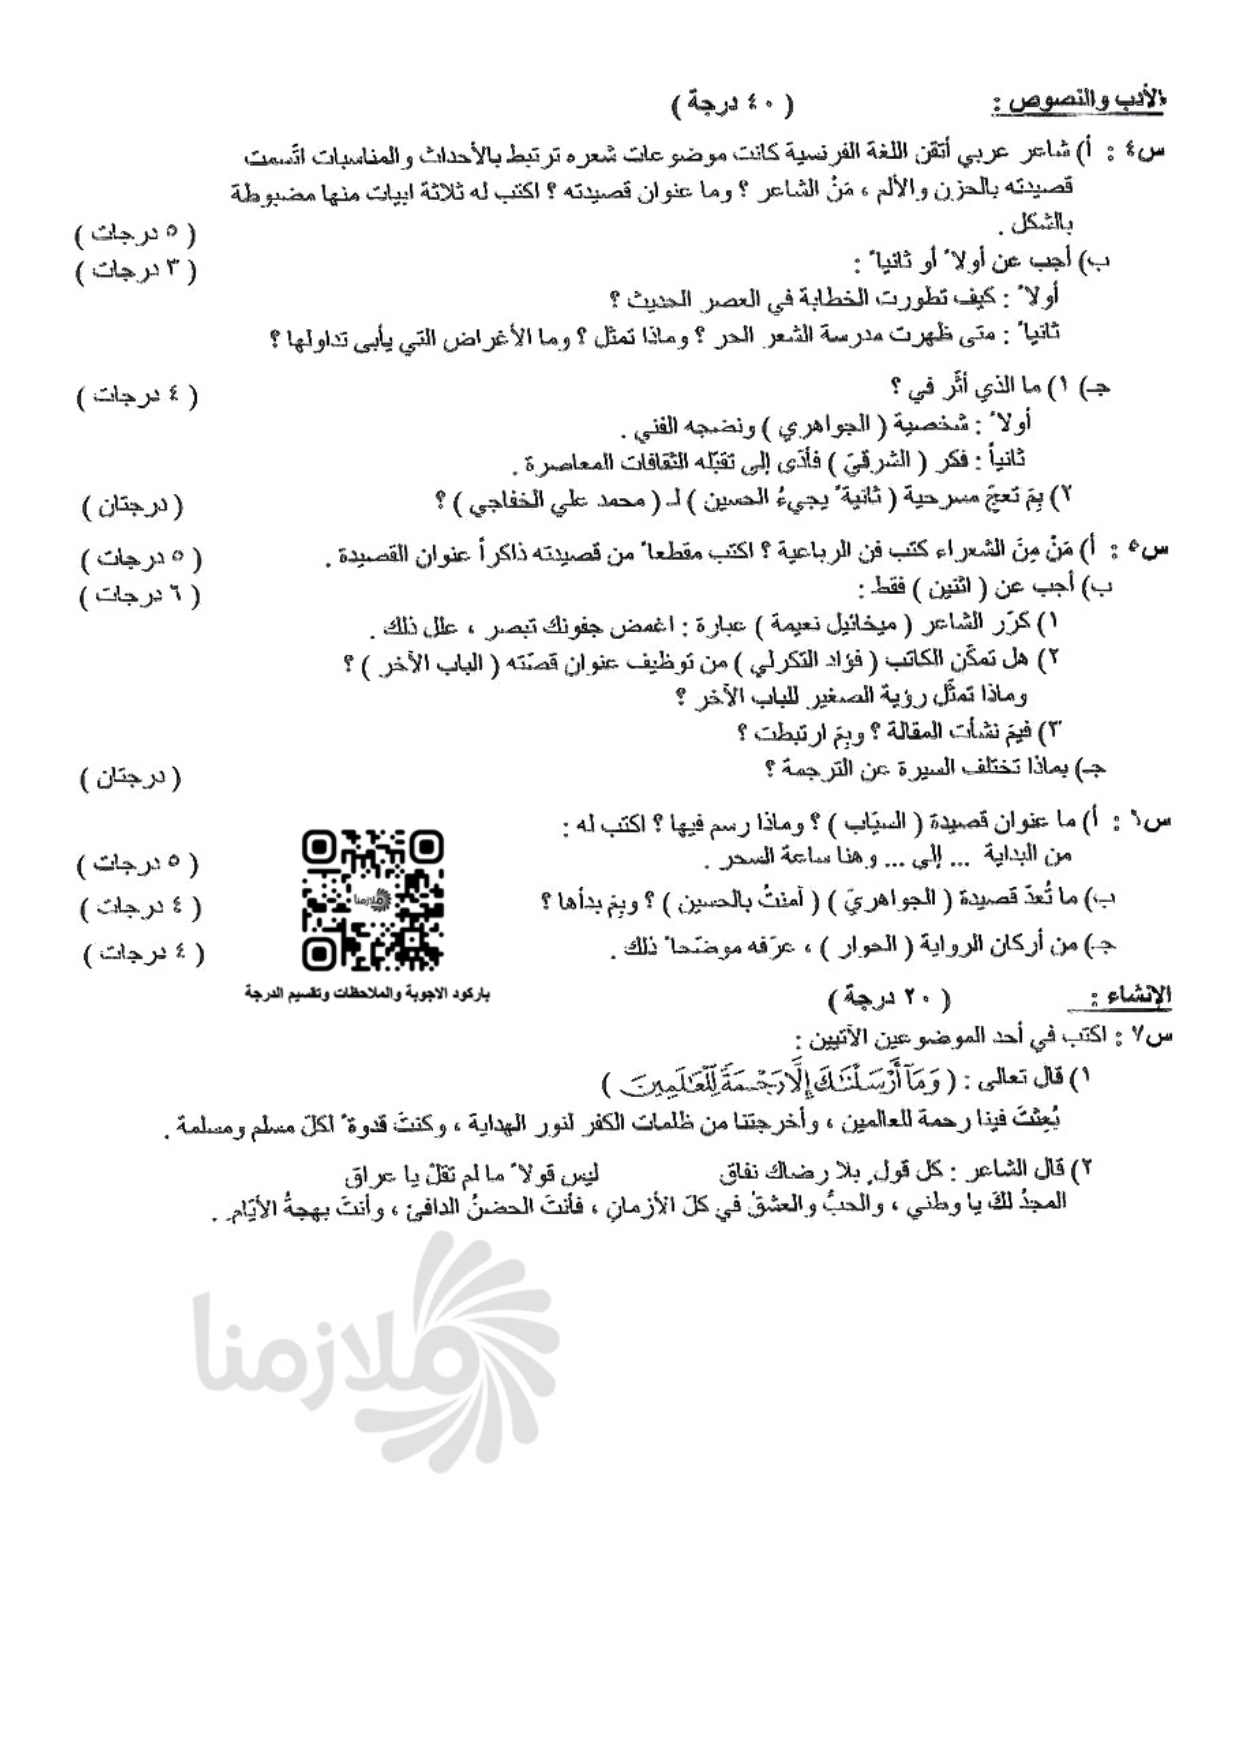 الأدب والنصوص : ( ٤٠ درجة )
س٤ : أ) شاعر عربي أتقن اللغة الفرنسية كانت موضوعات شعره ترتبط بالأحداث والمناسبات اتّسمت
قصيدته بالحزن والألم ، مَنْ الشاعر ؟ وما عنوان قصيدته ؟ اكتب له ثلاثة ابيات منها مضبوطة
بالشكل . ( ٥ درجات )
ب) أجب عن أولاً أو ثانياً : ( ٣ درجات )
أولاً : كيف تطورت الخطابة في العصر الحديث ؟
ثانياً : متى ظهرت مدرسة الشعر الحر ؟ وماذا تمثل ؟ وما الأغراض التي يأبى تداولها ؟
جـ) ١) ما الذي أثّر في ؟ ( ٤ درجات )
أولاً : شخصية ( الجواهري ) ونضجه الفني .
ثانياً : فكر ( الشرقيّ ) فأدّى إلى تقبّله الثقافات المعاصرة .
٢) بِمَ تعجّ مسرحية ( ثانيةً يجيءُ الحسين ) لـ ( محمد علي الخفاجي ) ؟ ( درجتان )
س٥ : أ) مَنْ مِنَ الشعراء كتب فن الرباعية ؟ اكتب مقطعاً من قصيدته ذاكراً عنوان القصيدة . ( ٥ درجات )
ب) أجب عن ( اثنين ) فقط : ( ٦ درجات )
١) كرّر الشاعر ( ميخائيل نعيمة ) عبارة : اغمض جفونك تبصر ، علل ذلك .
٢) هل تمكّن الكاتب ( فؤاد التكرلي ) من توظيف عنوان قصّته ( الباب الآخر ) ؟
وماذا تمثّل رؤية الصغير للباب الآخر ؟
٣) فيمَ نشأت المقالة ؟ وبِمَ ارتبطت ؟
جـ) بماذا تختلف السيرة عن الترجمة ؟ ( درجتان )
س٦ : أ) ما عنوان قصيدة ( السيّاب ) ؟ وماذا رسم فيها ؟ اكتب له :
من البداية ... إلى ... وهنا ساعة السحر . ( ٥ درجات )
ب) ما تُعدّ قصيدة ( الجواهريّ ) ( آمنتُ بالحسين ) ؟ وبِمَ بدأها ؟ ( ٤ درجات )
جـ) من أركان الرواية ( الحوار ) ، عرّفه موضّحاً ذلك . ( ٤ درجات )
ملازمنا
باركود الاجوبة والملاحظات وتقسيم الدرجة
الإنشاء : ( ٢٠ درجة )
س٧ : اكتب في أحد الموضوعين الآتيين :
١) قال تعالى : ( وَمَآ أَرْسَلْنَٰكَ إِلَّا رَحْمَةً لِّلْعَٰلَمِينَ )
بُعِثتَ فينا رحمة للعالمين ، وأخرجتنا من ظلمات الكفر لنور الهداية ، وكنتَ قدوةً لكلّ مسلم ومسلمة .
٢) قال الشاعر : كل قولٍ بلا رضاك نفاق ليس قولاً ما لم تقلْ يا عراق
المجدُ لكَ يا وطني ، والحبُّ والعشقُ في كلّ الأزمانِ ، فأنتَ الحضنُ الدافئ ، وأنتَ بهجةُ الأيّام .
ملازمنا